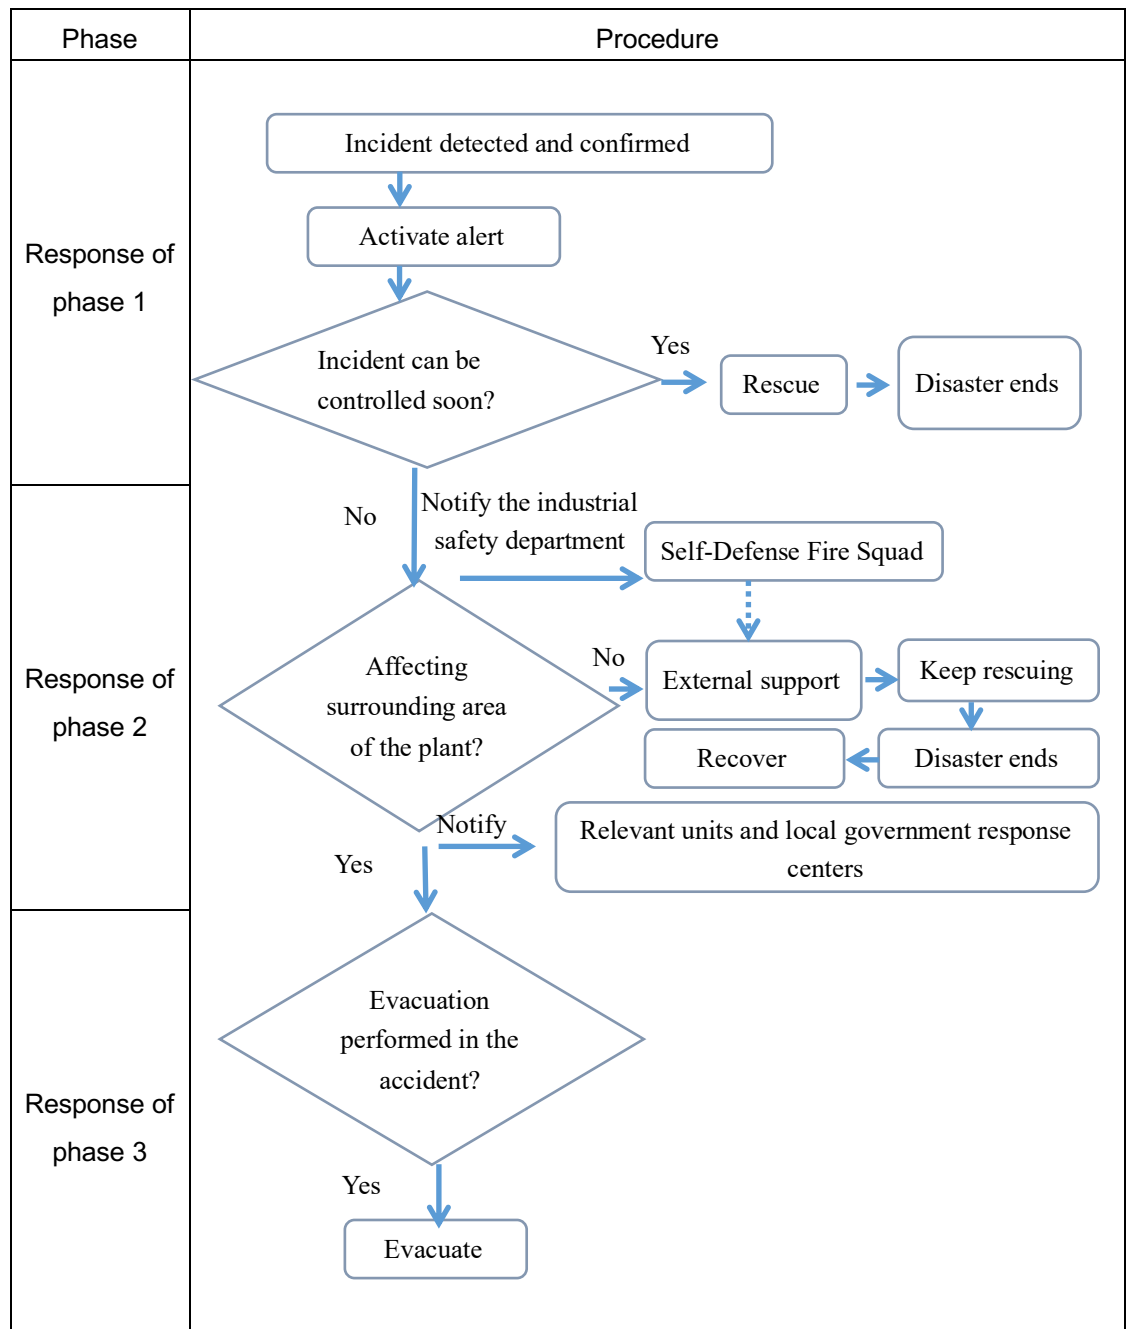 Phase
Procedure
Response of
phase 1
Incident detected and confirmed
Activate alert
Incident can be
controlled soon?
Yes
Rescue
Disaster ends
Response of
phase 2
No
Notify the industrial
safety department
Self-Defense Fire Squad
Affecting
surrounding area
of the plant?
No
External support
Keep rescuing
Disaster ends
Recover
Notify
Relevant units and local government response
centers
Yes
Response of
phase 3
Evacuation
performed in the
accident?
Yes
Evacuate